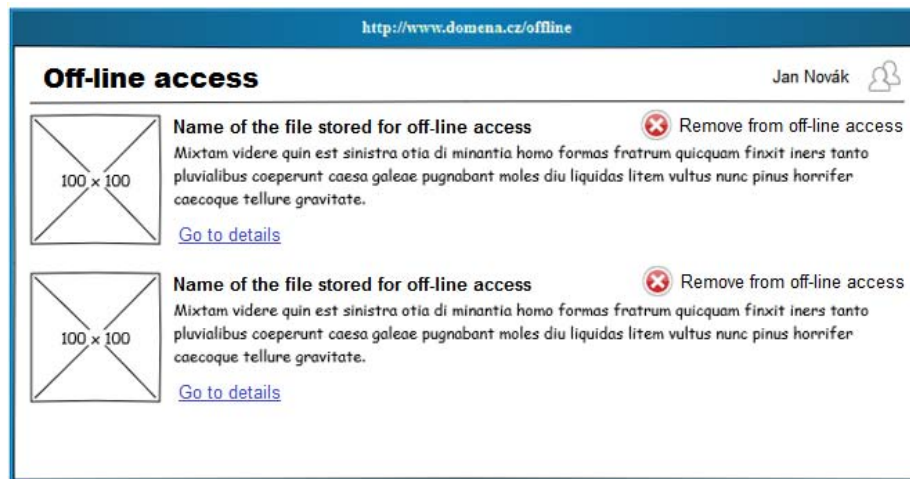 http://www.domena.cz/offline
Off-line access
Jan Novák
Name of the file stored for off-line access
Remove from off-line access
100 x 100
Mixtam videre quin est sinistra otia di minantia homo formas fratrum quicquam finxit iners tanto
pluvialibus coeperunt caesa galeae pugnabant moles diu liquidas litem vultus nunc pinus horrifer
caecoque tellure gravitate.
Go to details
Name of the file stored for off-line access
Remove from off-line access
100 x 100
Mixtam videre quin est sinistra otia di minantia homo formas fratrum quicquam finxit iners tanto
pluvialibus coeperunt caesa galeae pugnabant moles diu liquidas litem vultus nunc pinus horrifer
caecoque tellure gravitate.
Go to details